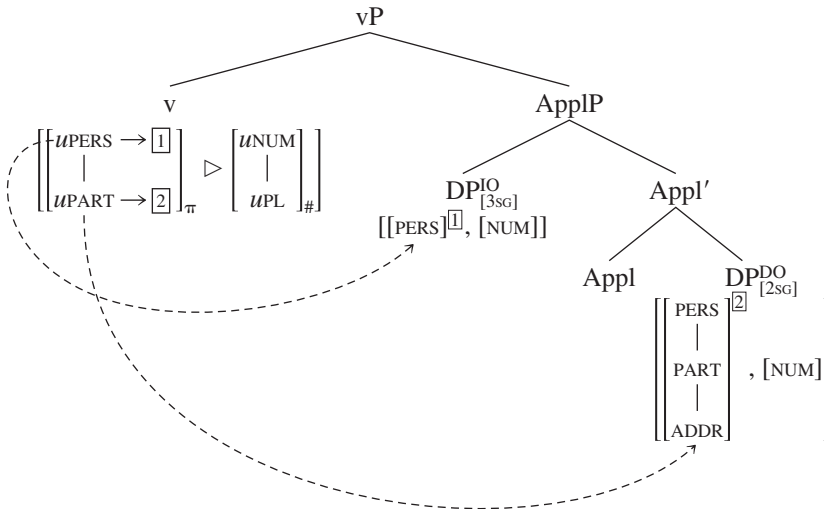 vP
v ApplP
[[uPERS → 1
| 
uPART → 2]π ▷ [uNUM
|
uPL]#]
DP^IO_[3SG] Appl′
[[PERS]^1, [NUM]]
Appl DP^DO_[2SG]
[[PERS
|
PART
|
ADDR]^2 , [NUM]